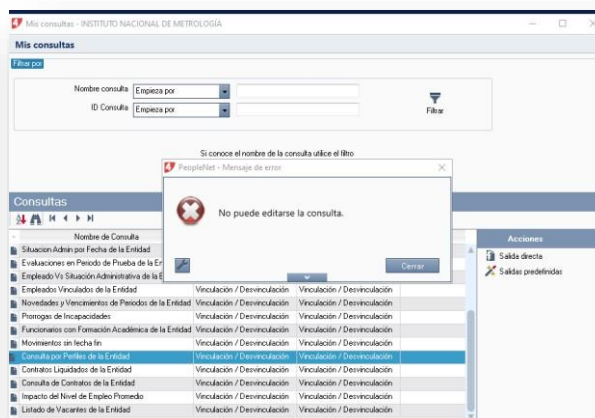 Mis consultas - INSTITUTO NACIONAL DE METROLOGÍA
Mis consultas
Filtrar por
Nombre consulta Empieza por
ID Consulta Empieza por
Filtrar
Si conoce el nombre de la consulta utilice el filtro
PeopleNet - Mensaje de error
No puede editarse la consulta.
Cerrar
Consultas
Nombre de Consulta
Acciones
Salida directa
Salidas predefinidas
Situacion Admin por Fecha de la Entidad
Evaluaciones en Periodo de Prueba de la En
Empleado Vs Situación Administrativa de la E
Empleados Vinculados de la Entidad Vinculación / Desvinculación Vinculación / Desvinculación
Novedades y Vencimientos de Periodos de la Entidad Vinculación / Desvinculación Vinculación / Desvinculación
Prorrogas de Incapacidades Vinculación / Desvinculación Vinculación / Desvinculación
Funcionarios con Formación Académica de la Entidad Vinculación / Desvinculación Vinculación / Desvinculación
Movimientos sin fecha fin Vinculación / Desvinculación Vinculación / Desvinculación
Consulta por Perfiles de la Entidad Vinculación / Desvinculación Vinculación / Desvinculación
Contratos Liquidados de la Entidad Vinculación / Desvinculación Vinculación / Desvinculación
Consulta de Contratos de la Entidad Vinculación / Desvinculación Vinculación / Desvinculación
Impacto del Nivel de Empleo Promedio Vinculación / Desvinculación Vinculación / Desvinculación
Listado de Vacantes de la Entidad Vinculación / Desvinculación Vinculación / Desvinculación